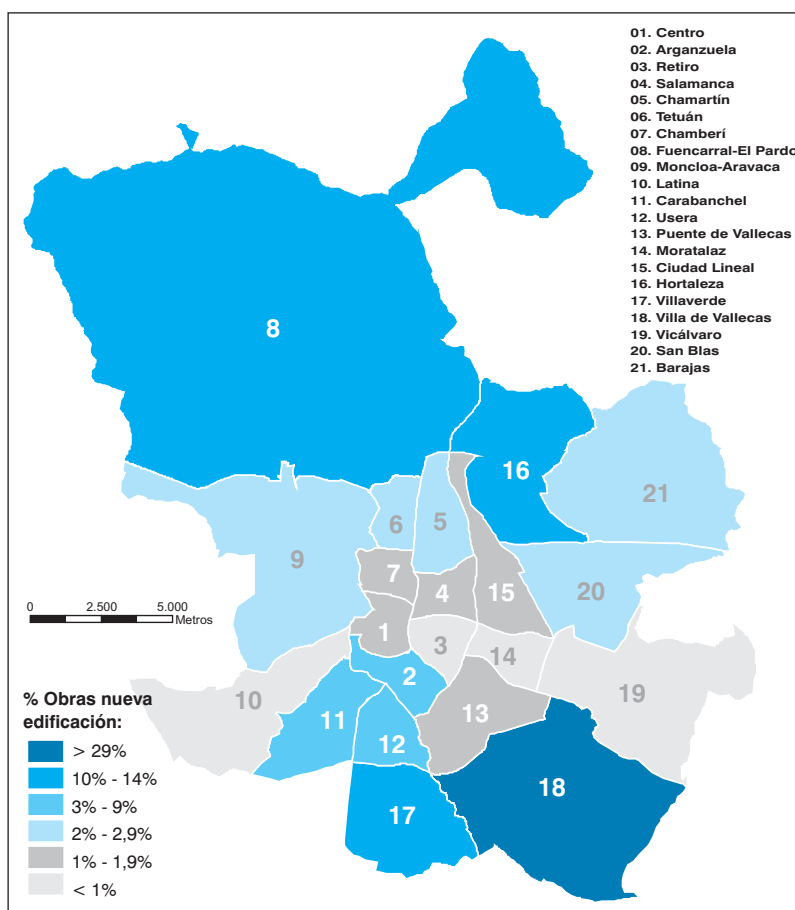 01. Centro
02. Arganzuela
03. Retiro
04. Salamanca
05. Chamartín
06. Tetuán
07. Chamberí
08. Fuencarral-El Pardo
09. Moncloa-Aravaca
10. Latina
11. Carabanchel
12. Usera
13. Puente de Vallecas
14. Moratalaz
15. Ciudad Lineal
16. Hortaleza
17. Villaverde
18. Villa de Vallecas
19. Vicálvaro
20. San Blas
21. Barajas
8
16
21
6
5
9
7
4
15
20
1
3
14
2
19
10
11
13
12
18
17
0 2.500 5.000
Metros
% Obras nueva
edificación:
> 29%
10% - 14%
3% - 9%
2% - 2,9%
1% - 1,9%
< 1%